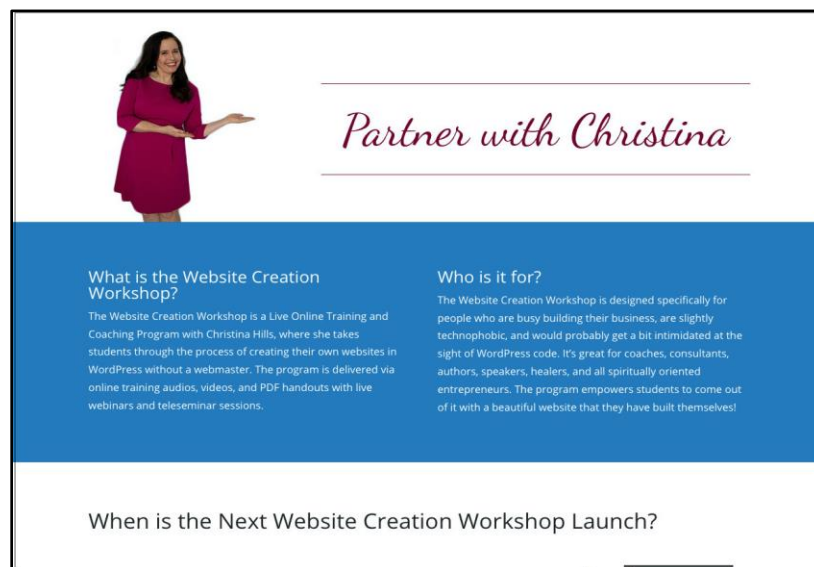 Partner with Christina
What is the Website Creation
Workshop?
The Website Creation Workshop is a Live Online Training and
Coaching Program with Christina Hills, where she takes
students through the process of creating their own websites in
WordPress without a webmaster. The program is delivered via
online training audios, videos, and PDF handouts with live
webinars and teleseminar sessions.
Who is it for?
The Website Creation Workshop is designed specifically for
people who are busy building their business, are slightly
technophobic, and would probably get a bit intimidated at the
sight of WordPress code. It's great for coaches, consultants,
authors, speakers, healers, and all spiritually oriented
entrepreneurs. The program empowers students to come out
of it with a beautiful website that they have built themselves!
When is the Next Website Creation Workshop Launch?